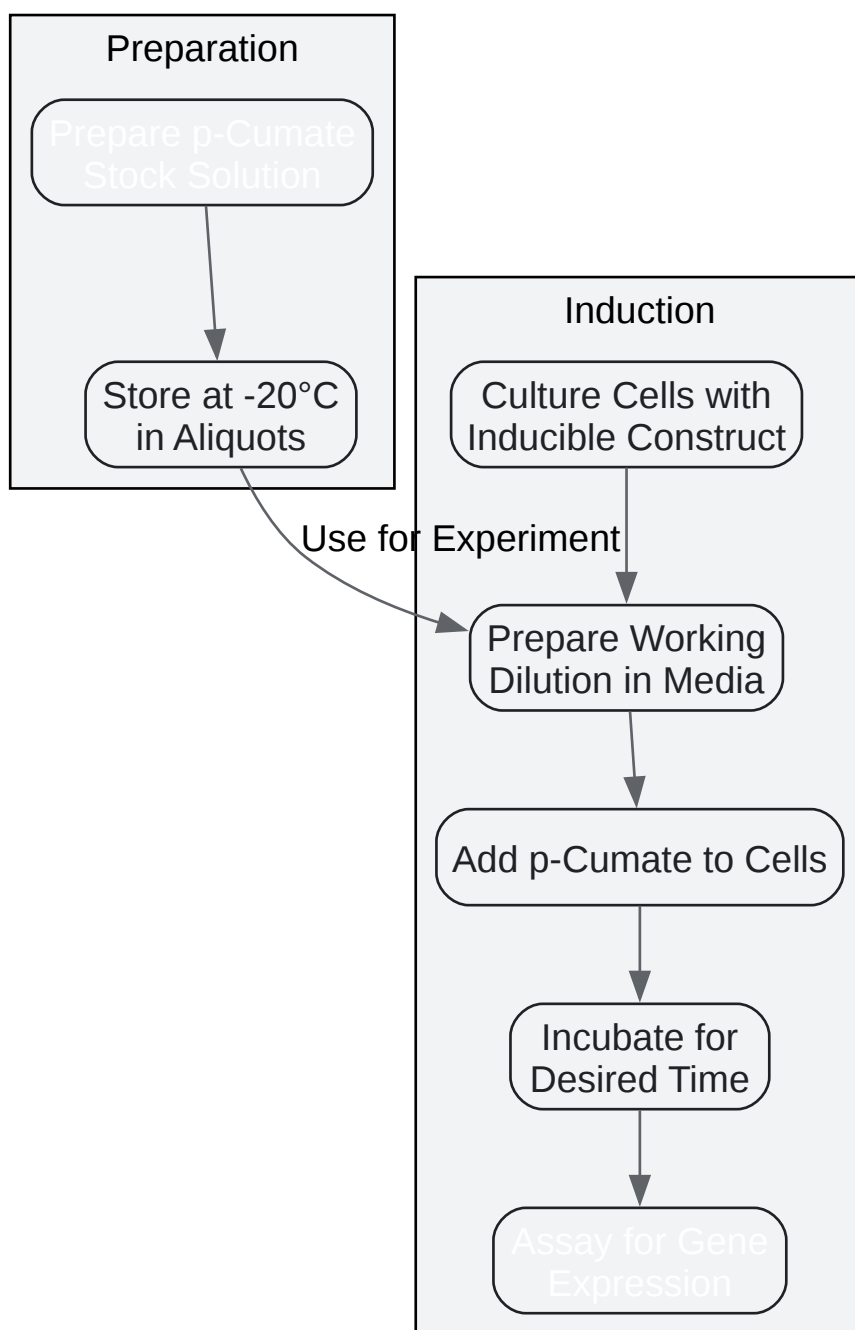 Preparation
Prepare p-Cumate
Stock Solution
Store at -20°C
in Aliquots
Induction
Culture Cells with
Inducible Construct
Use for Experiment
Prepare Working
Dilution in Media
Add p-Cumate to Cells
Incubate for
Desired Time
Assay for Gene
Expression